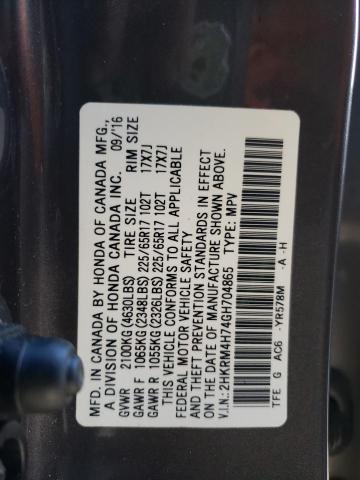 MFD. IN CANADA BY HONDA OF CANADA MFG.,
A DIVISION OF HONDA CANADA INC. 09/'16
GVWR 2100KG(4630LBS) TIRE SIZE RIM SIZE
GAWR F 1065KG(2348LBS) 225/65R17 102T 17X7J
GAWR R 1055KG(2326LBS) 225/65R17 102T 17X7J
THIS VEHICLE CONFORMS TO ALL APPLICABLE
FEDERAL MOTOR VEHICLE SAFETY
AND THEFT PREVENTION STANDARDS IN EFFECT
ON THE DATE OF MANUFACTURE SHOWN ABOVE.
V.I.N.: 2HKRM4H74GH704865 TYPE: MPV
TFE G AC6 -YR578M -A -H